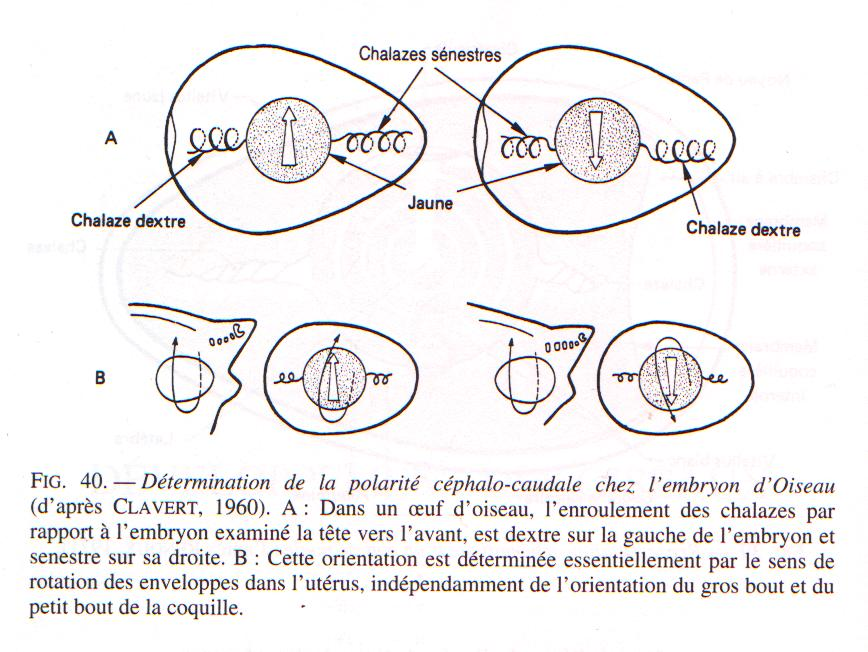 Chalazes sénestres
A
Jaune
Chalaze dextre
Chalaze dextre
B
FIG. 40. — Détermination de la polarité céphalo-caudale chez l'embryon d'Oiseau
(d'après CLAVERT, 1960). A : Dans un œuf d'oiseau, l'enroulement des chalazes par
rapport à l'embryon examiné la tête vers l'avant, est dextre sur la gauche de l'embryon et
senestre sur sa droite. B : Cette orientation est déterminée essentiellement par le sens de
rotation des enveloppes dans l'utérus, indépendamment de l'orientation du gros bout et du
petit bout de la coquille.